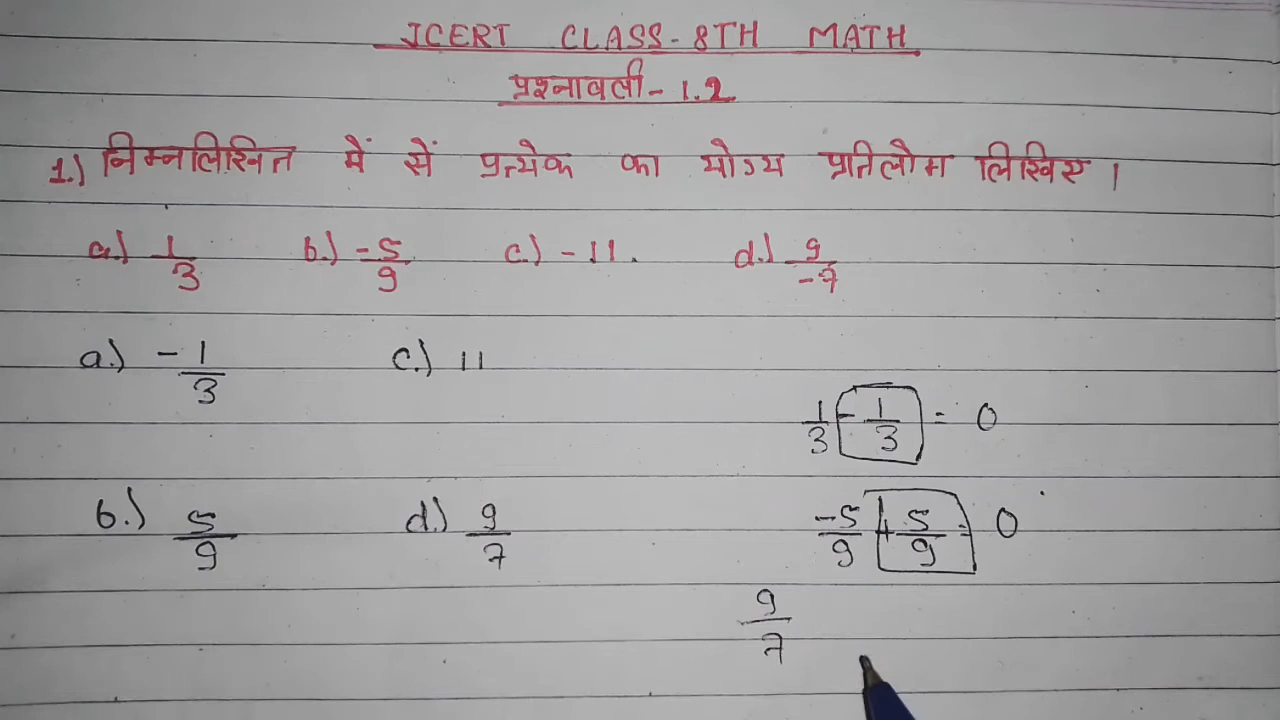 JCERT CLASS-8TH MATH
प्रश्नावली-1.2
1.) निम्नलिखित में सें प्रत्येक का योज्य प्रतिलोम लिखिए।
a.) 1/3 b.) -5/9 c.) -11. d.) 9/-7
a.) -1/3 c.) 11
1/3 - 1/3 = 0
b.) 5/9 d.) 9/7
-5/9 + 5/9 = 0
9/7